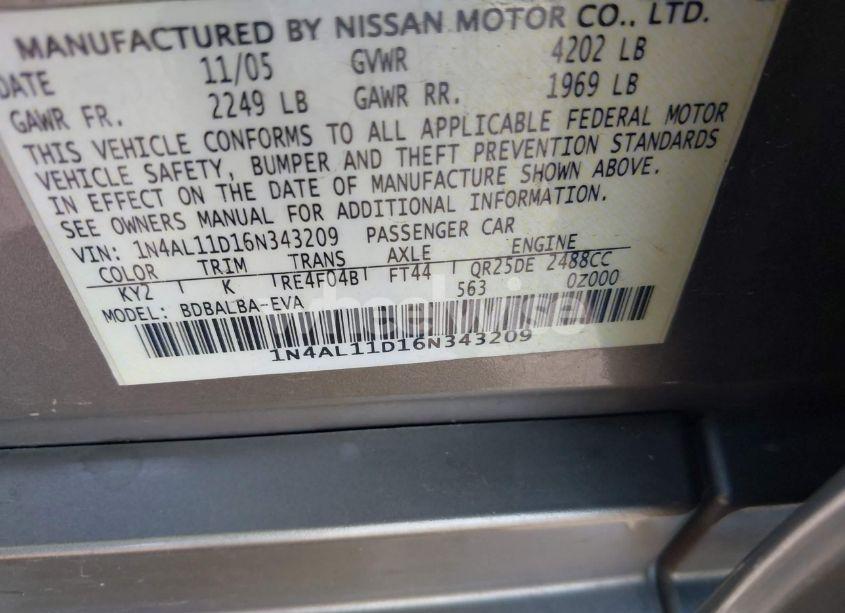 MANUFACTURED BY NISSAN MOTOR CO., LTD.
DATE 11/05 GVWR 4202 LB
GAWR FR. 2249 LB GAWR RR. 1969 LB
THIS VEHICLE CONFORMS TO ALL APPLICABLE FEDERAL MOTOR
VEHICLE SAFETY, BUMPER AND THEFT PREVENTION STANDARDS
IN EFFECT ON THE DATE OF MANUFACTURE SHOWN ABOVE.
SEE OWNERS MANUAL FOR ADDITIONAL INFORMATION.
VIN: 1N4AL11D16N343209 PASSENGER CAR
COLOR TRIM TRANS AXLE ENGINE
KY2 K RE4F04B FT44 QR25DE 2488CC
MODEL: BDBALBA-EVA 563 0Z000
1N4AL11D16N343209